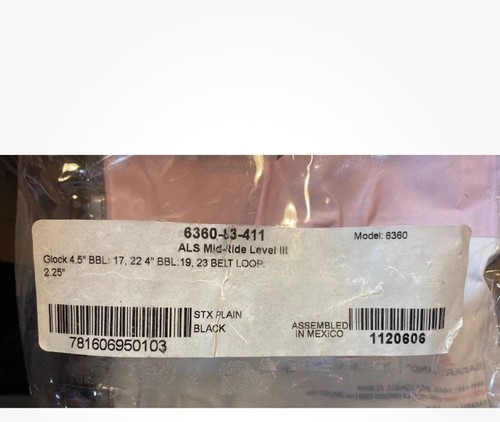 6360-83-411
ALS Mid-Ride Level III
Model: 6360
Glock 4.5" BBL: 17, 22 4" BBL:19, 23 BELT LOOP:
2.25"
STX PLAIN
BLACK
781606950103
ASSEMBLED
IN MEXICO
1120606